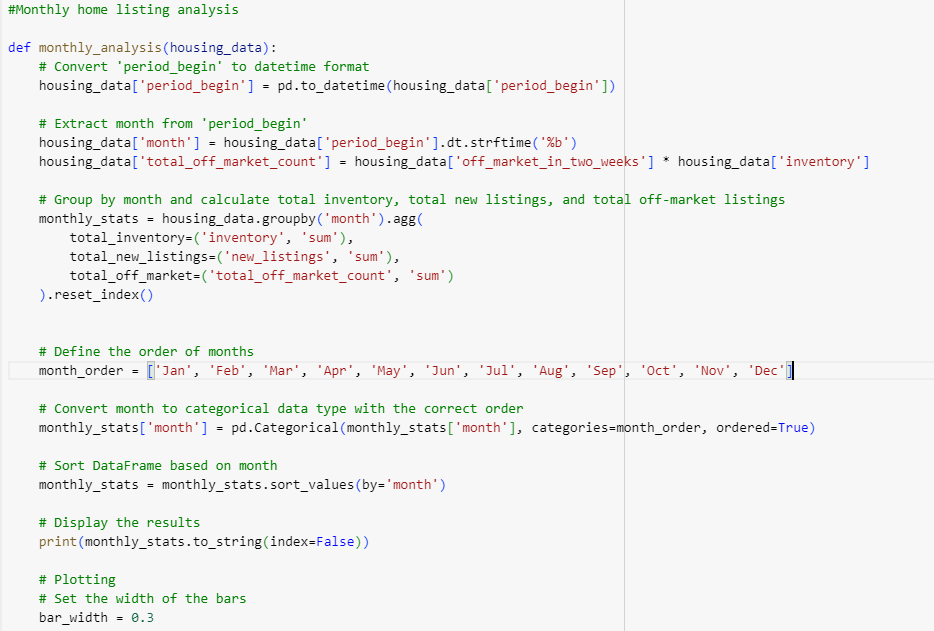 #Monthly home listing analysis
def monthly_analysis(housing_data):
    # Convert 'period_begin' to datetime format
    housing_data['period_begin'] = pd.to_datetime(housing_data['period_begin'])
    # Extract month from 'period_begin'
    housing_data['month'] = housing_data['period_begin'].dt.strftime('%b')
    housing_data['total_off_market_count'] = housing_data['off_market_in_two_weeks'] * housing_data['inventory']
    # Group by month and calculate total inventory, total new listings, and total off-market listings
    monthly_stats = housing_data.groupby('month').agg(
        total_inventory=('inventory', 'sum'),
        total_new_listings=('new_listings', 'sum'),
        total_off_market=('total_off_market_count', 'sum')
    ).reset_index()
    # Define the order of months
    month_order = ['Jan', 'Feb', 'Mar', 'Apr', 'May', 'Jun', 'Jul', 'Aug', 'Sep', 'Oct', 'Nov', 'Dec']
    # Convert month to categorical data type with the correct order
    monthly_stats['month'] = pd.Categorical(monthly_stats['month'], categories=month_order, ordered=True)
    # Sort DataFrame based on month
    monthly_stats = monthly_stats.sort_values(by='month')
    # Display the results
    print(monthly_stats.to_string(index=False))
    # Plotting
    # Set the width of the bars
    bar_width = 0.3